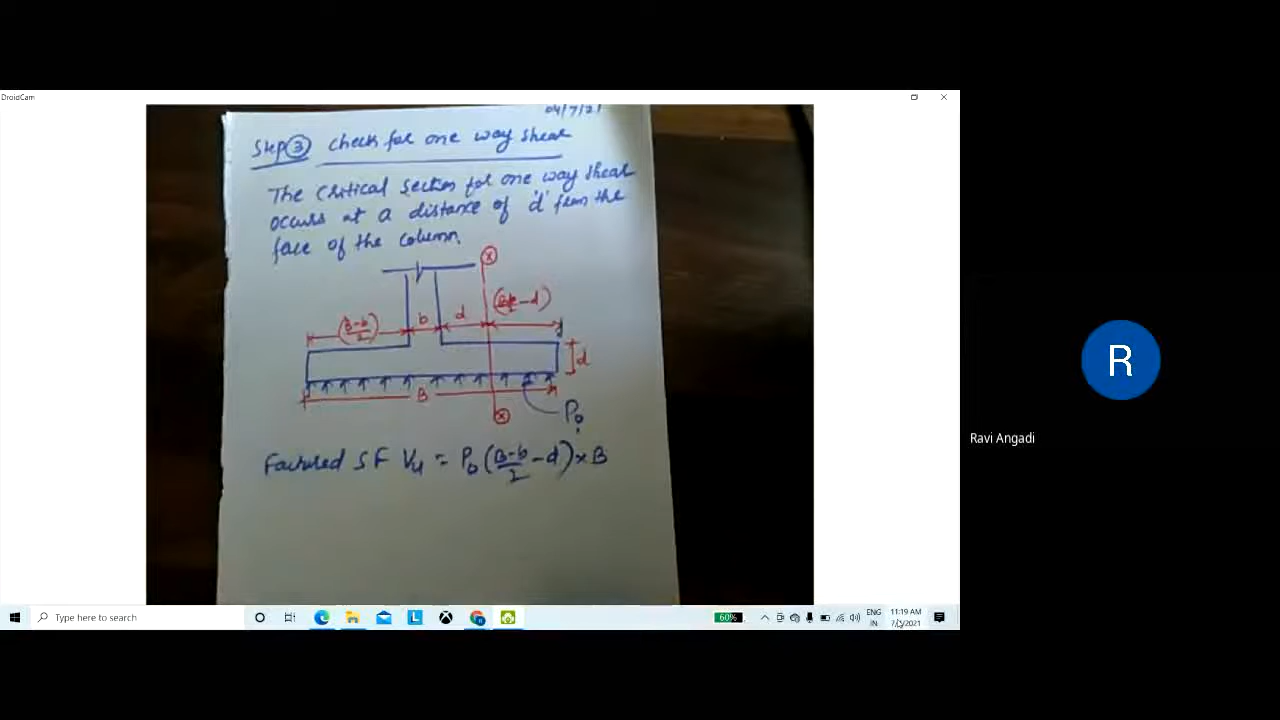 DroidCam
04/7/21
Step ③ Check for one way shear
The critical section for one way shear
occurs at a distance of 'd' from the
face of the column.
(B-b/2)
b
d
-d)
d
B
P₀
Factored SF Vu = P₀ (B-b/2 - d) × B
R
Ravi Angadi
Type here to search
60%
ENG
IN
11:19 AM